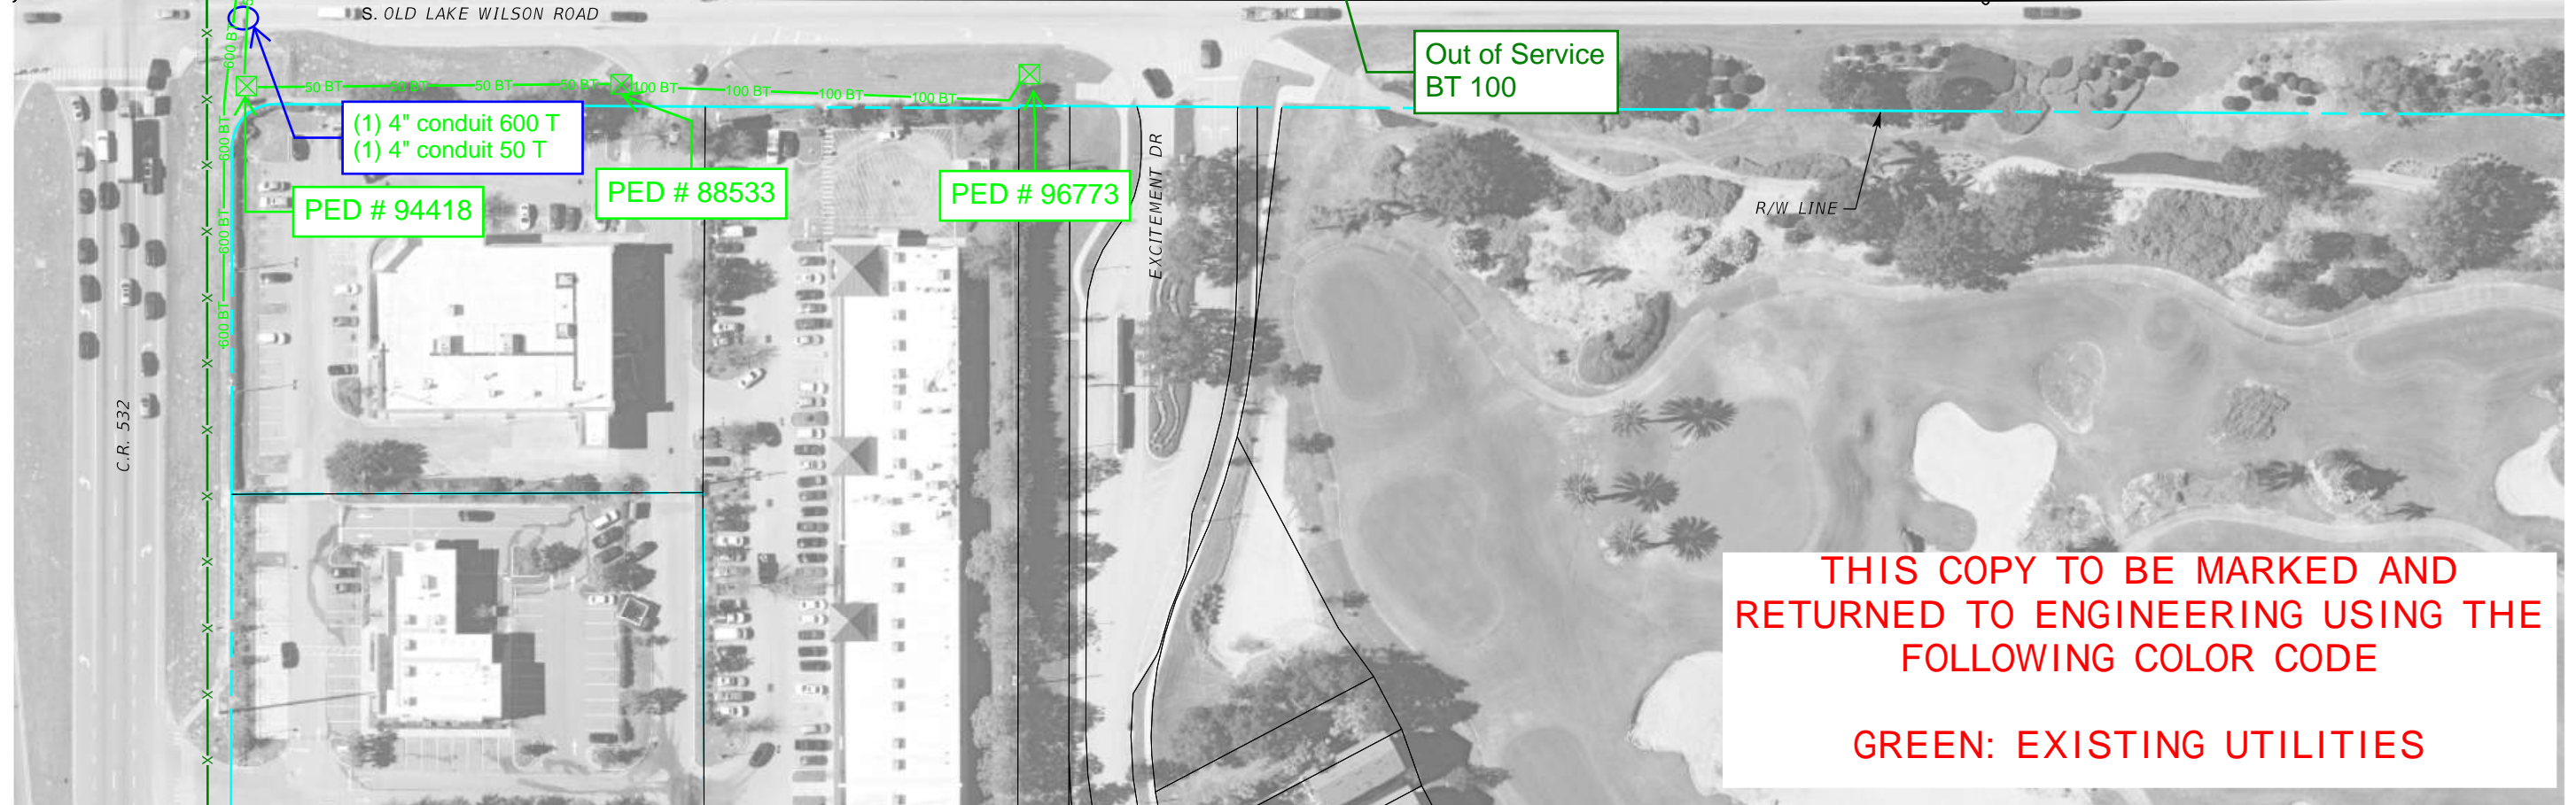 S. OLD LAKE WILSON ROAD
Out of Service
BT 100
600 BT
50 BT 50 BT 50 BT 50 BT 100 BT 100 BT 100 BT 100 BT
(1) 4" conduit 600 T
(1) 4" conduit 50 T
600 BT
PED # 94418
PED # 88533
PED # 96773
EXCITEMENT DR
R/W LINE
600 BT
600 BT
C.R. 532
THIS COPY TO BE MARKED AND
RETURNED TO ENGINEERING USING THE
FOLLOWING COLOR CODE
GREEN: EXISTING UTILITIES